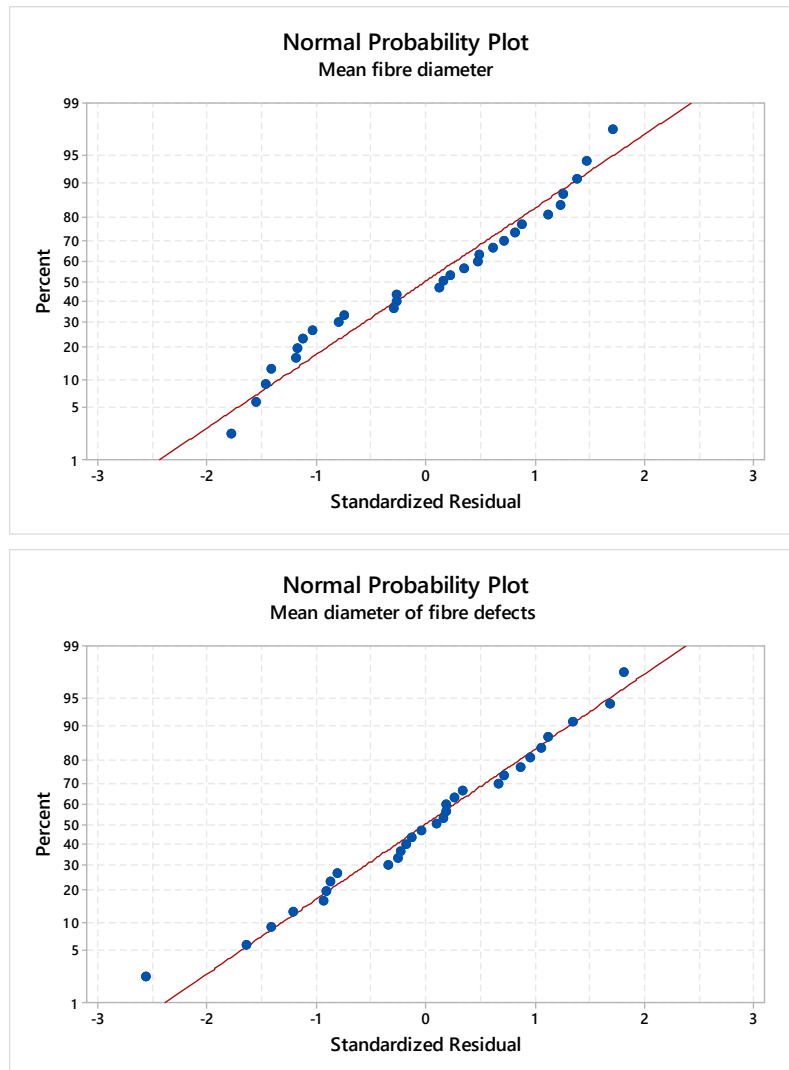 Normal Probability Plot
Mean fibre diameter
99
95
90
80
70
60
50
40
30
20
10
5
1
Percent
-3 -2 -1 0 1 2 3
Standardized Residual
Normal Probability Plot
Mean diameter of fibre defects
99
95
90
80
70
60
50
40
30
20
10
5
1
Percent
-3 -2 -1 0 1 2 3
Standardized Residual